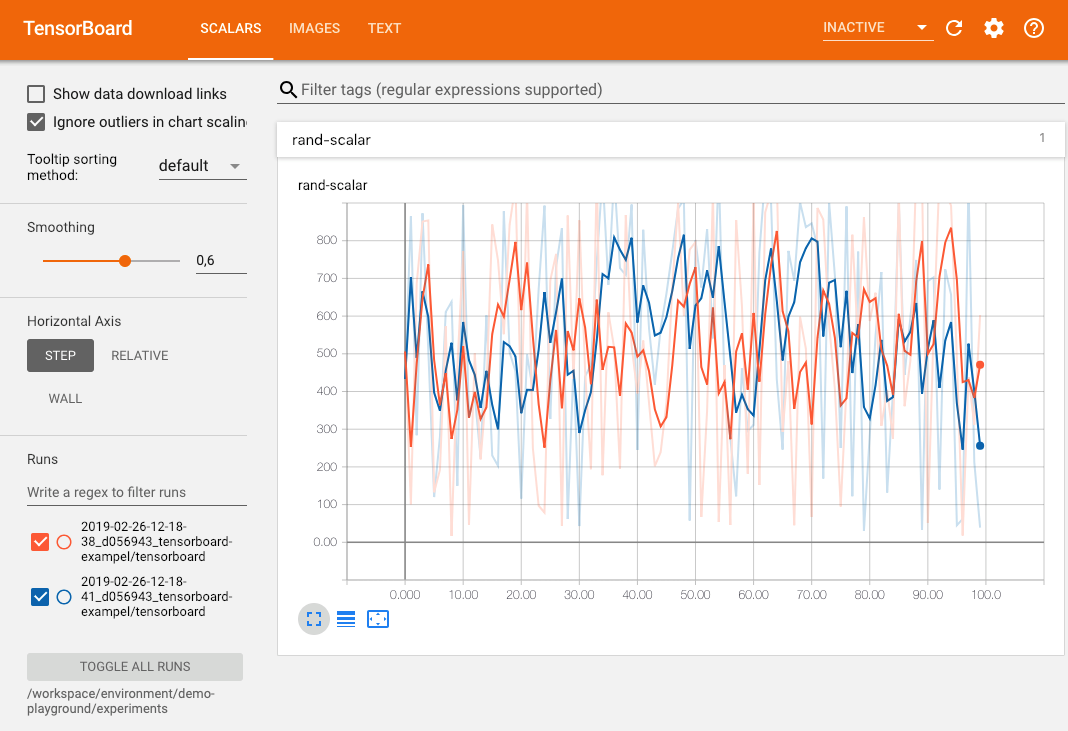 TensorBoard
SCALARS
IMAGES
TEXT
INACTIVE
Show data download links
Ignore outliers in chart scalin
Tooltip sorting
method:
default
Smoothing
0,6
Horizontal Axis
STEP
RELATIVE
WALL
Runs
Write a regex to filter runs
2019-02-26-12-18-
38_d056943_tensorboard-
exampel/tensorboard
2019-02-26-12-18-
41_d056943_tensorboard-
exampel/tensorboard
TOGGLE ALL RUNS
/workspace/environment/demo-
playground/experiments
Filter tags (regular expressions supported)
rand-scalar
1
rand-scalar
800
700
600
500
400
300
200
100
0.00
0.000 10.00 20.00 30.00 40.00 50.00 60.00 70.00 80.00 90.00 100.0